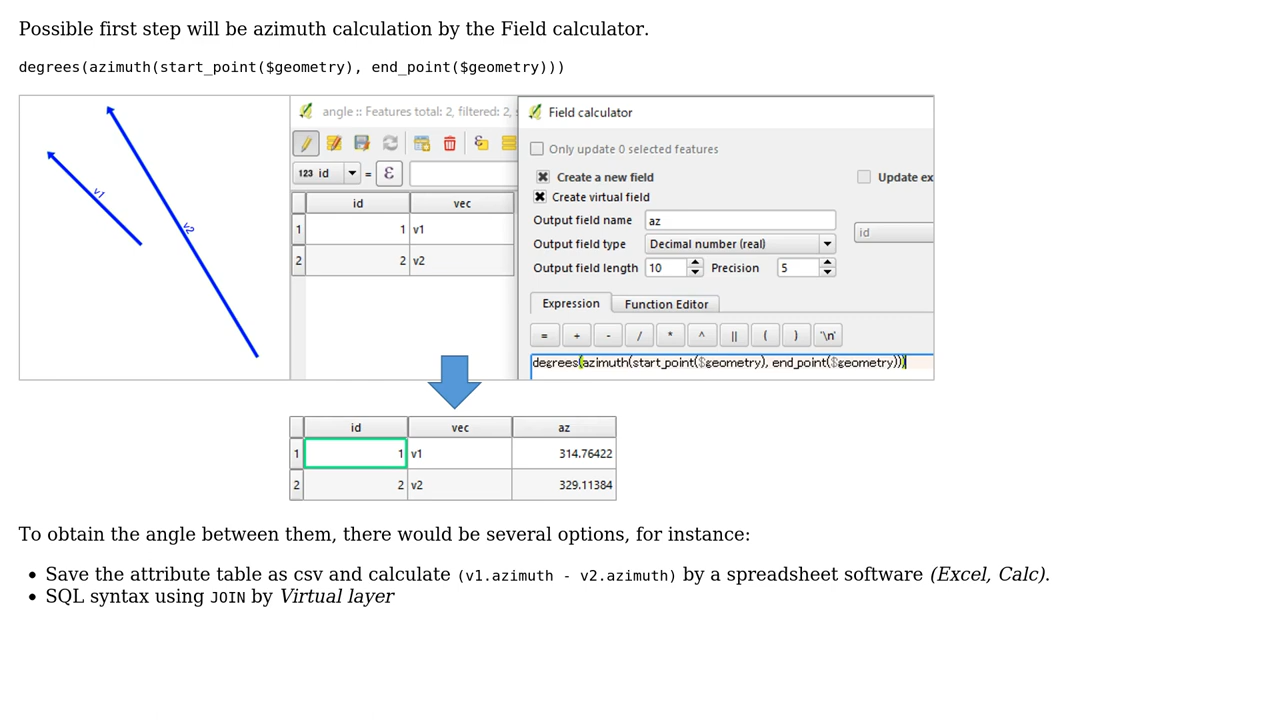 Possible first step will be azimuth calculation by the Field calculator.
degrees(azimuth(start_point($geometry), end_point($geometry)))
v1
v2
angle :: Features total: 2, filtered: 2,
123 id
=
ε
id vec
1 1 v1
2 2 v2
Field calculator
Only update 0 selected features
Create a new field
Update ex
Create virtual field
Output field name az
id
Output field type Decimal number (real)
Output field length 10 Precision 5
Expression Function Editor
= + - / * ^ || ( ) '\n'
degrees(azimuth(start_point($geometry), end_point($geometry)))
id vec az
1 1 v1 314.76422
2 2 v2 329.11384
To obtain the angle between them, there would be several options, for instance:
• Save the attribute table as csv and calculate (v1.azimuth - v2.azimuth) by a spreadsheet software (Excel, Calc).
• SQL syntax using JOIN by Virtual layer